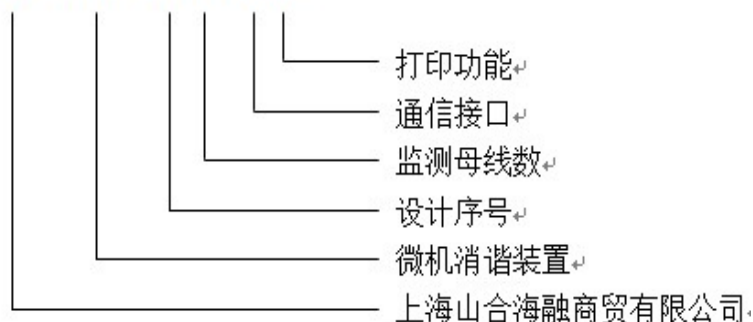 打印功能
通信接口
监测母线数
设计序号
微机消谐装置
上海山合海融商贸有限公司